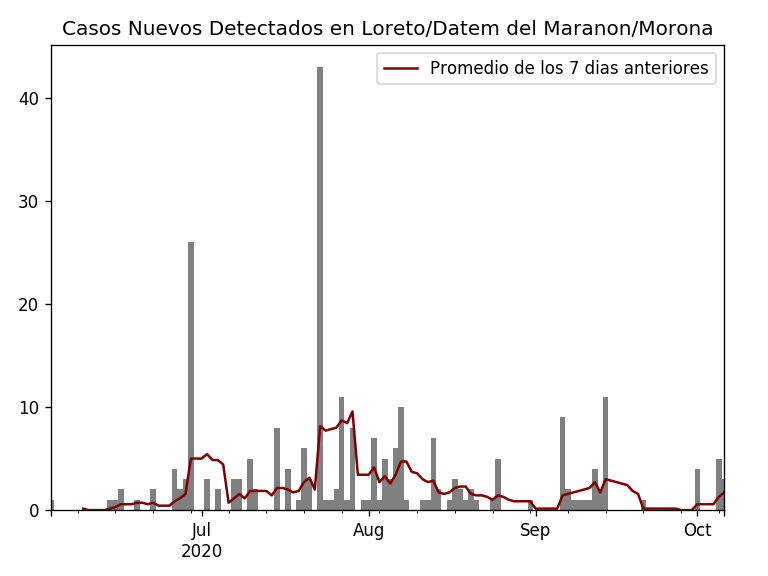 Casos Nuevos Detectados en Loreto/Datem del Maranon/Morona
Promedio de los 7 dias anteriores
40
30
20
10
0
Jul
2020
Aug
Sep
Oct